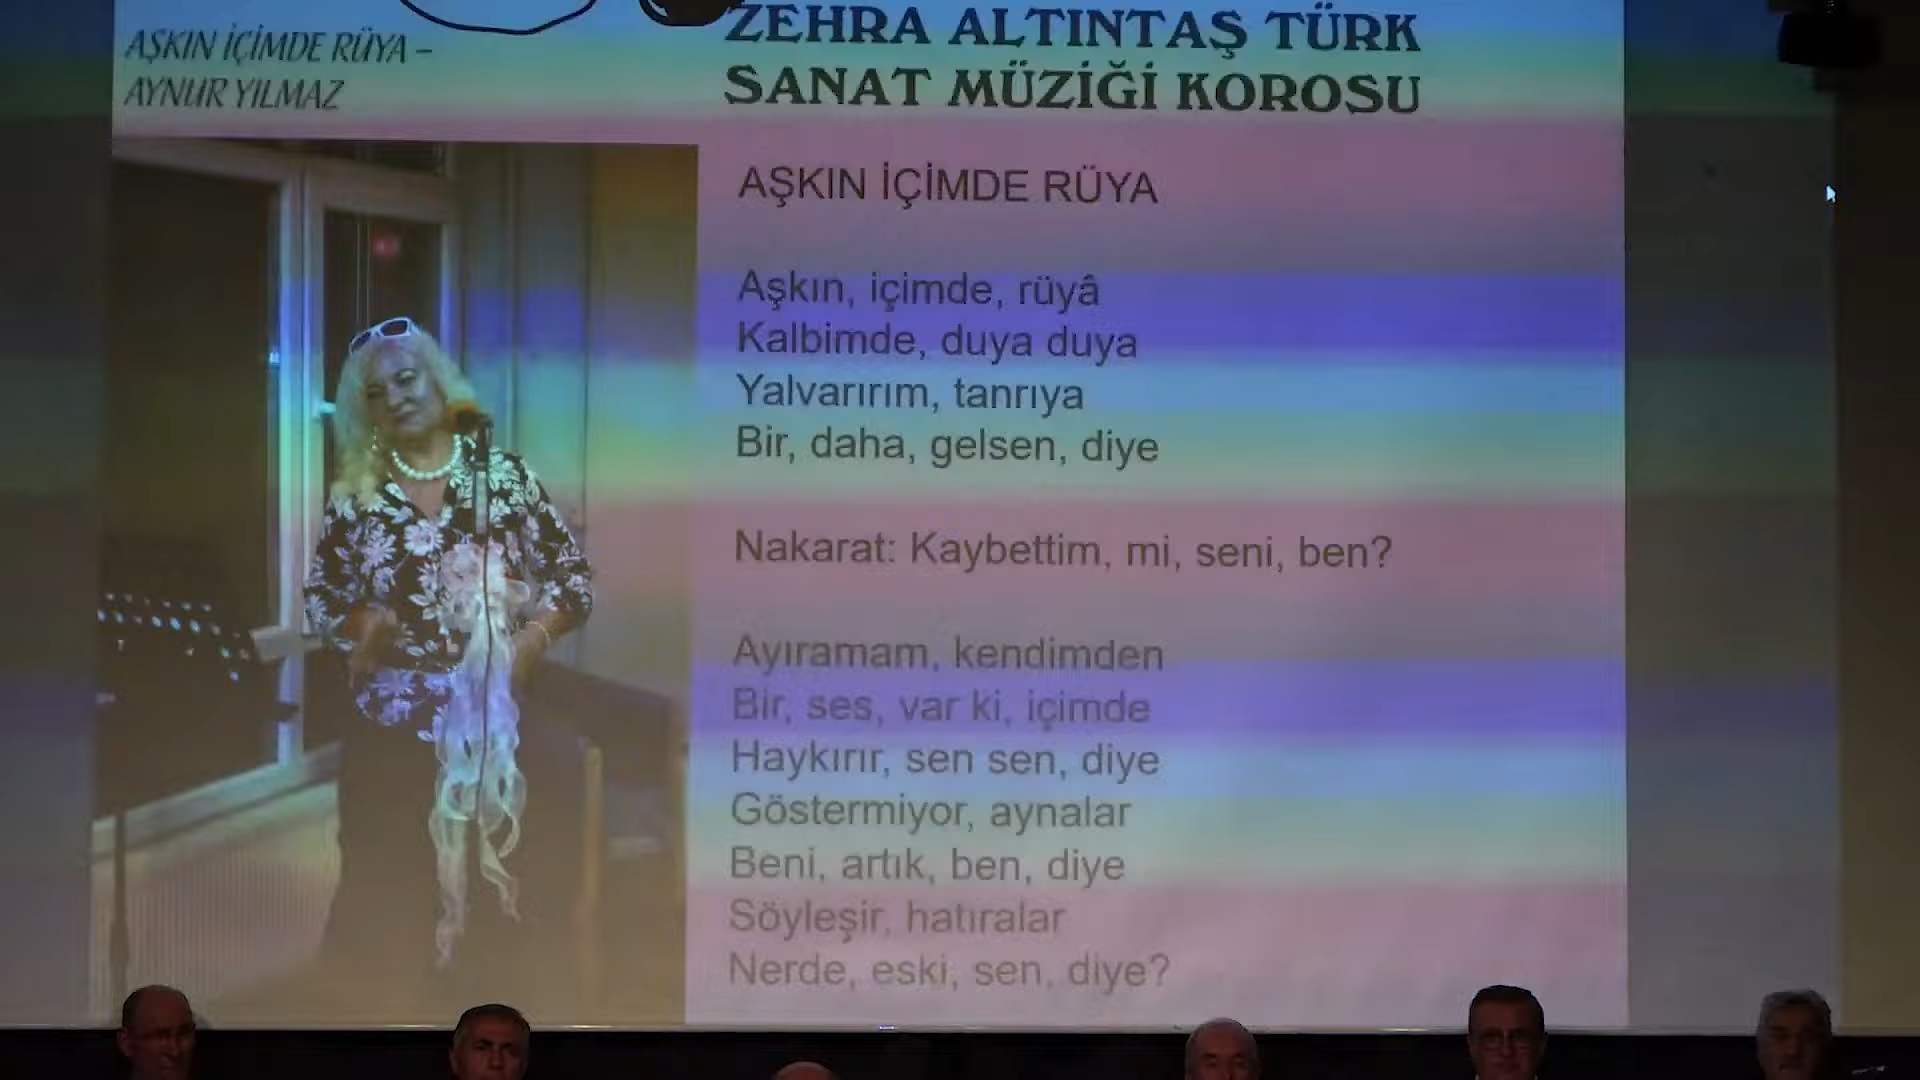 AŞKIN İÇİMDE RÜYA –
AYNUR YILMAZ
ZEHRA ALTINTAŞ TÜRK
SANAT MÜZİĞİ KOROSU
AŞKIN İÇİMDE RÜYA
Aşkın, içimde, rüyâ
Kalbimde, duya duya
Yalvarırım, tanrıya
Bir, daha, gelsen, diye
Nakarat: Kaybettim, mi, seni, ben?
Ayıramam, kendimden
Bir, ses, var ki, içimde
Haykırır, sen sen, diye
Göstermiyor, aynalar
Beni, artık, ben, diye
Söyleşir, hatıralar
Nerde, eski, sen, diye?